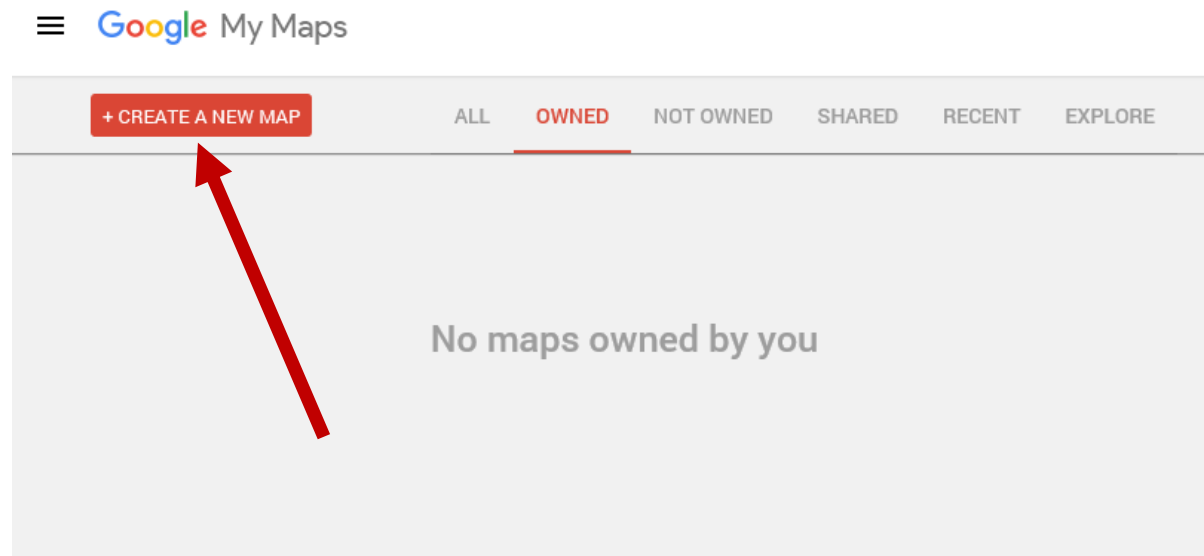 Google My Maps
+ CREATE A NEW MAP ALL OWNED NOT OWNED SHARED RECENT EXPLORE
No maps owned by you